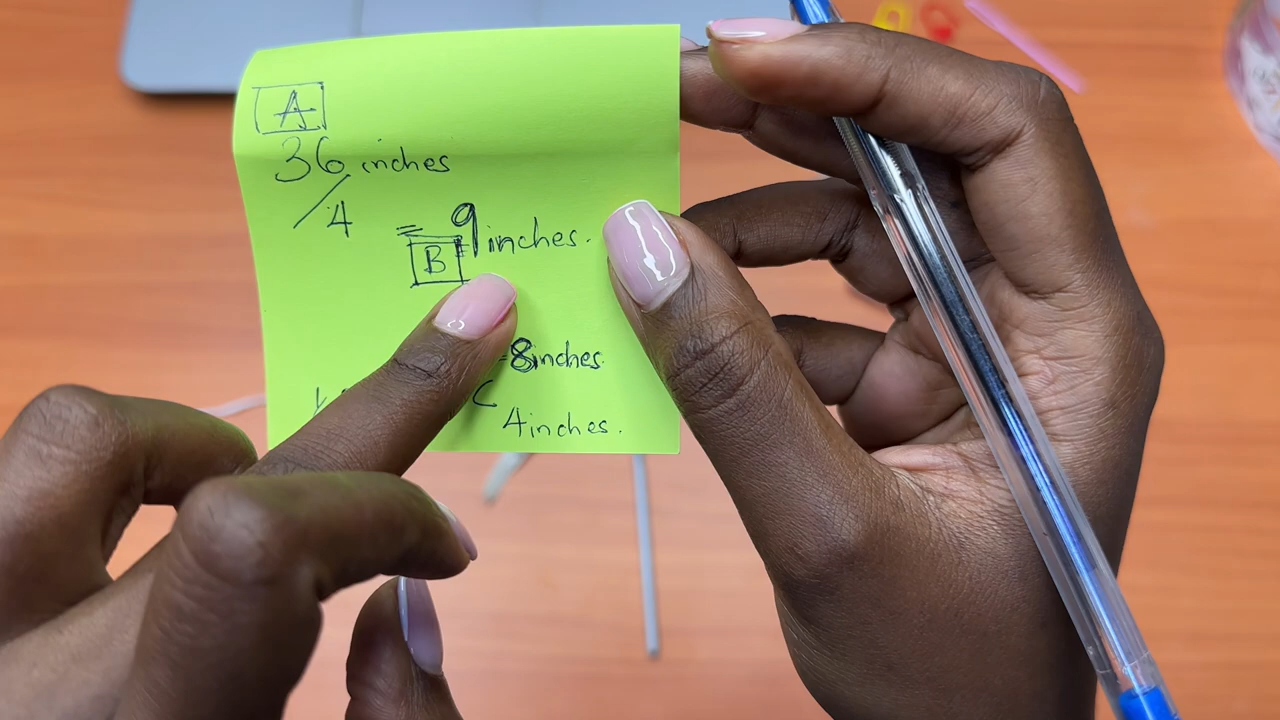 A
36 inches
/4
= 9 inches.
B
=8inches.
C
4inches.